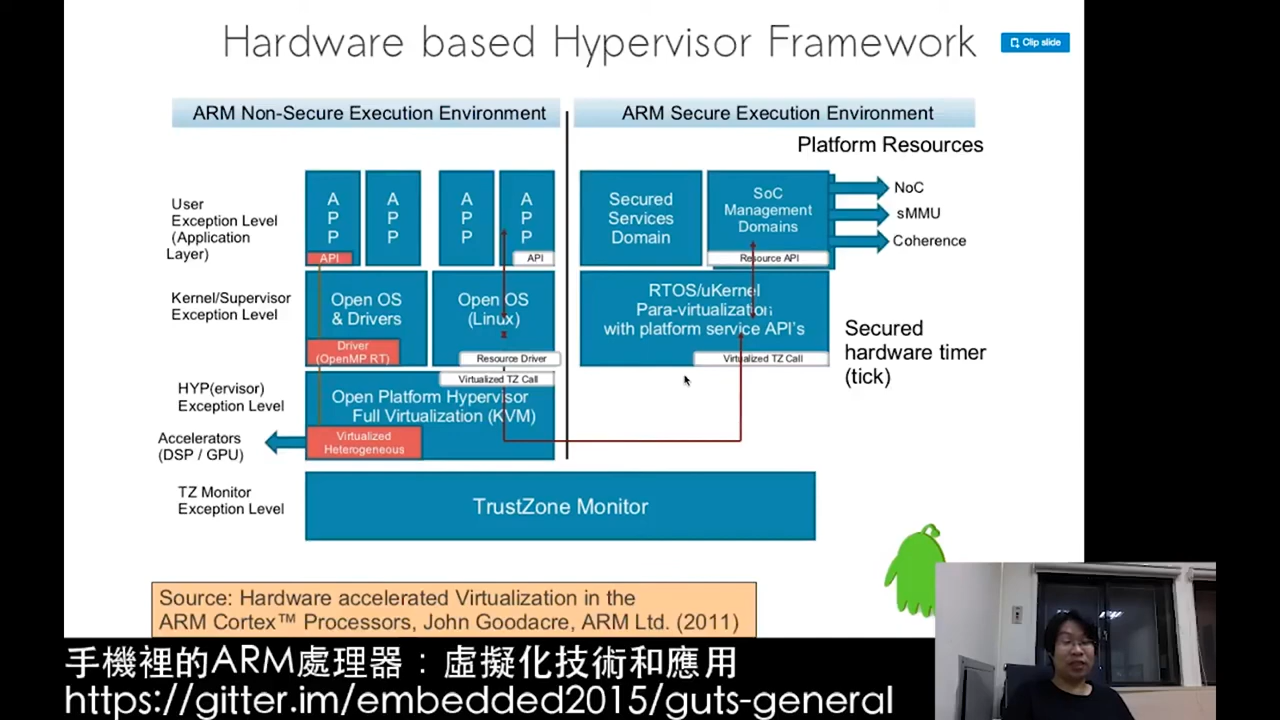 Hardware based Hypervisor Framework
Clip slide
ARM Non-Secure Execution Environment
ARM Secure Execution Environment
Platform Resources
User
Exception Level
(Application
Layer)
A
P
P
API
A
P
P
A
P
P
A
P
P
API
Secured
Services
Domain
SoC
Management
Domains
Resource API
NoC
sMMU
Coherence
Kernel/Supervisor
Exception Level
Open OS
& Drivers
Driver
(OpenMP RT)
Open OS
(Linux)
Resource Driver
RTOS/uKernel
Para-virtualization
with platform service API's
Virtualized TZ Call
Secured
hardware timer
(tick)
HYP(ervisor)
Exception Level
Virtualized TZ Call
Open Platform Hypervisor
Full Virtualization (KVM)
Accelerators
(DSP / GPU)
Virtualized
Heterogeneous
TZ Monitor
Exception Level
TrustZone Monitor
Source: Hardware accelerated Virtualization in the
ARM Cortex™ Processors, John Goodacre, ARM Ltd. (2011)
手機裡的ARM處理器：虛擬化技術和應用
https://gitter.im/embedded2015/guts-general